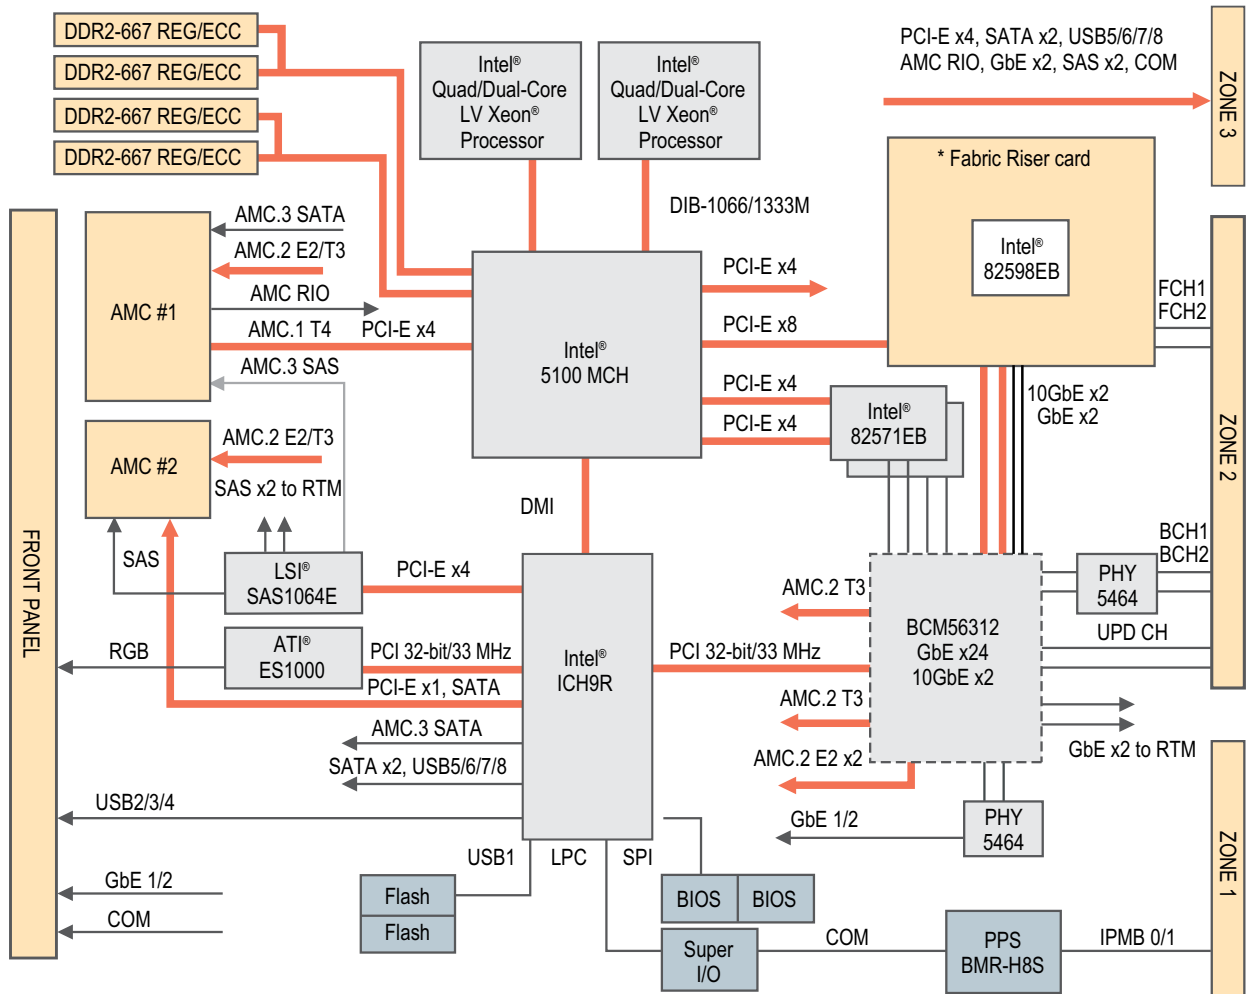 DDR2-667 REG/ECC
DDR2-667 REG/ECC
DDR2-667 REG/ECC
DDR2-667 REG/ECC
Intel®
Quad/Dual-Core
LV Xeon®
Processor
Intel®
Quad/Dual-Core
LV Xeon®
Processor
PCI-E x4, SATA x2, USB5/6/7/8
AMC RIO, GbE x2, SAS x2, COM
ZONE 3
* Fabric Riser card
Intel®
82598EB
DIB-1066/1333M
FRONT PANEL
AMC #1
AMC.3 SATA
AMC.2 E2/T3
AMC RIO
AMC.1 T4
PCI-E x4
AMC.3 SAS
Intel®
5100 MCH
PCI-E x4
PCI-E x8
PCI-E x4
PCI-E x4
Intel®
82571EB
FCH1
FCH2
10GbE x2
GbE x2
ZONE 2
AMC #2
AMC.2 E2/T3
SAS x2 to RTM
SAS
DMI
LSI®
SAS1064E
PCI-E x4
ATI®
ES1000
RGB
PCI 32-bit/33 MHz
PCI-E x1, SATA
Intel®
ICH9R
PCI 32-bit/33 MHz
AMC.2 T3
BCM56312
GbE x24
10GbE x2
PHY
5464
BCH1
BCH2
UPD CH
AMC.2 T3
AMC.2 E2 x2
GbE x2 to RTM
AMC.3 SATA
SATA x2, USB5/6/7/8
USB2/3/4
GbE 1/2
PHY
5464
USB1
LPC
SPI
GbE 1/2
COM
Flash
Flash
BIOS
BIOS
Super
I/O
COM
PPS
BMR-H8S
IPMB 0/1
ZONE 1